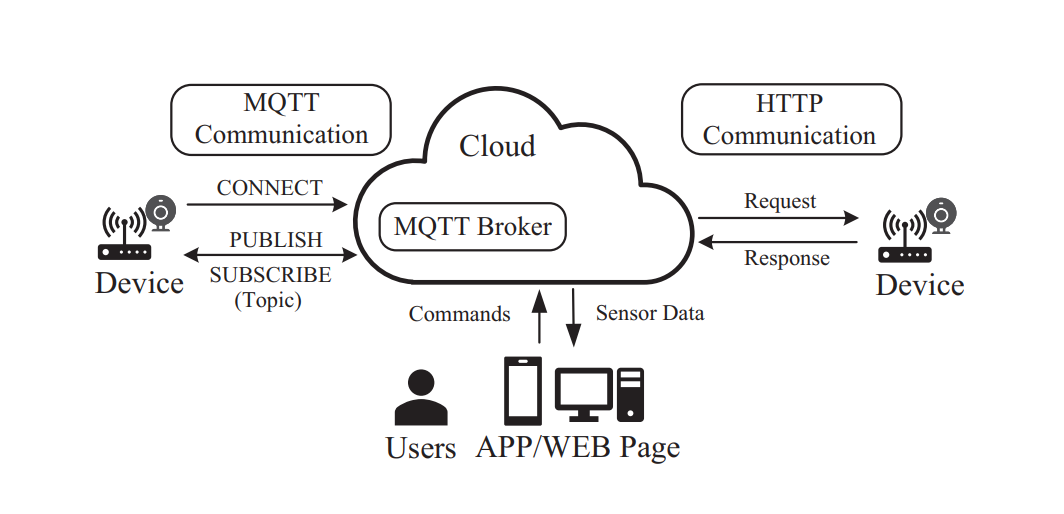 MQTT
Communication
HTTP
Communication
Cloud
MQTT Broker
CONNECT
PUBLISH
SUBSCRIBE
(Topic)
Device
Request
Response
Device
Commands
Sensor Data
Users
APP/WEB Page